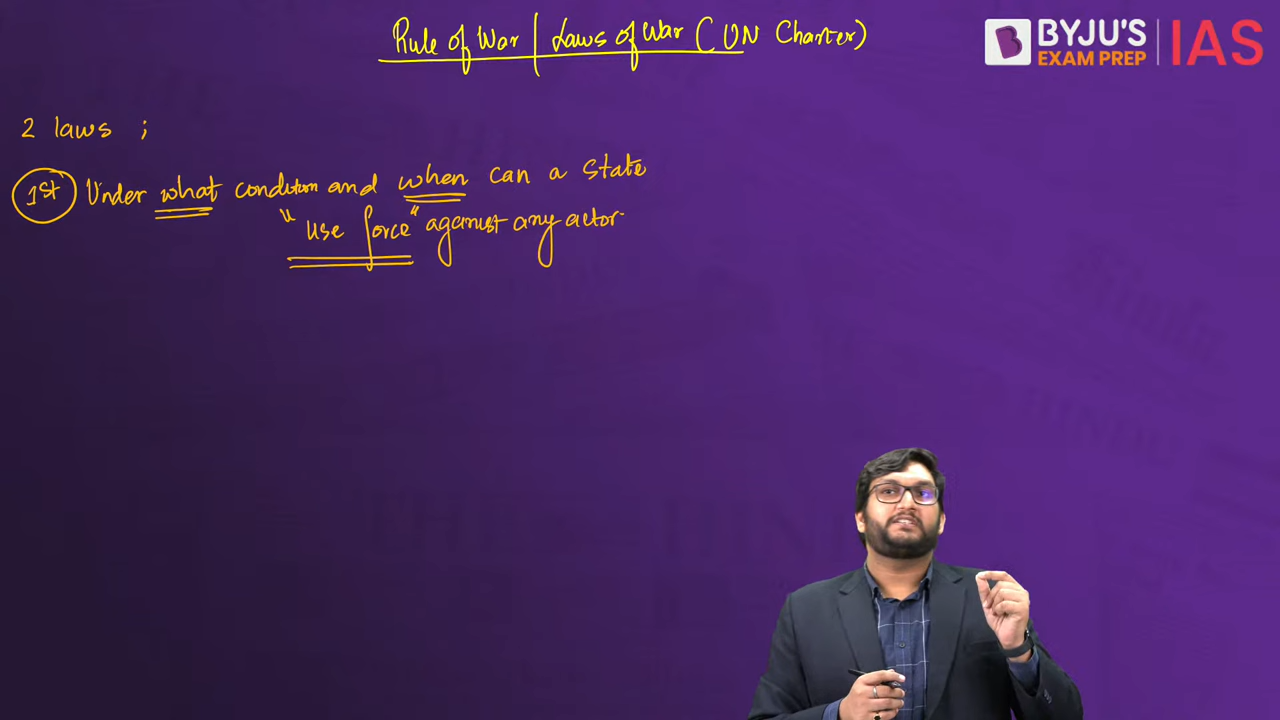 Rule of War | Laws of War (UN Charter)
BYJU'S
EXAM PREP
IAS
2 laws ;
1st Under what condition and when can a state
"use force" against any actor